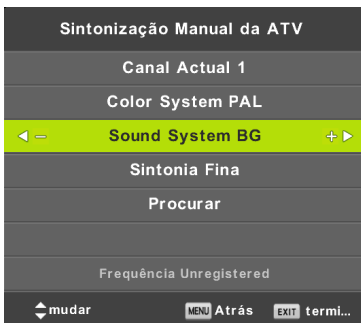 Sintonização Manual da ATV
Canal Actual 1
Color System PAL
Sound System BG
Sintonia Fina
Procurar
Frequência Unregistered
mudar MENU Atrás EXIT termi...